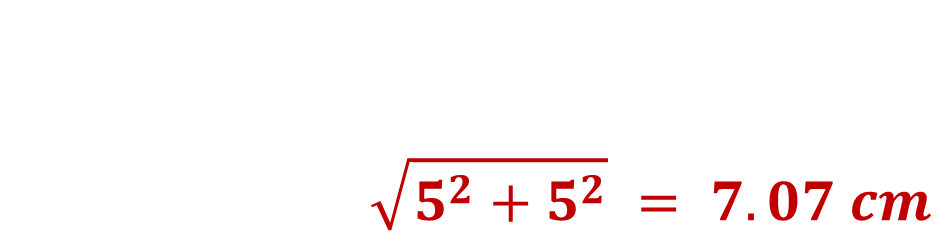 √5² + 5² = 7.07 cm